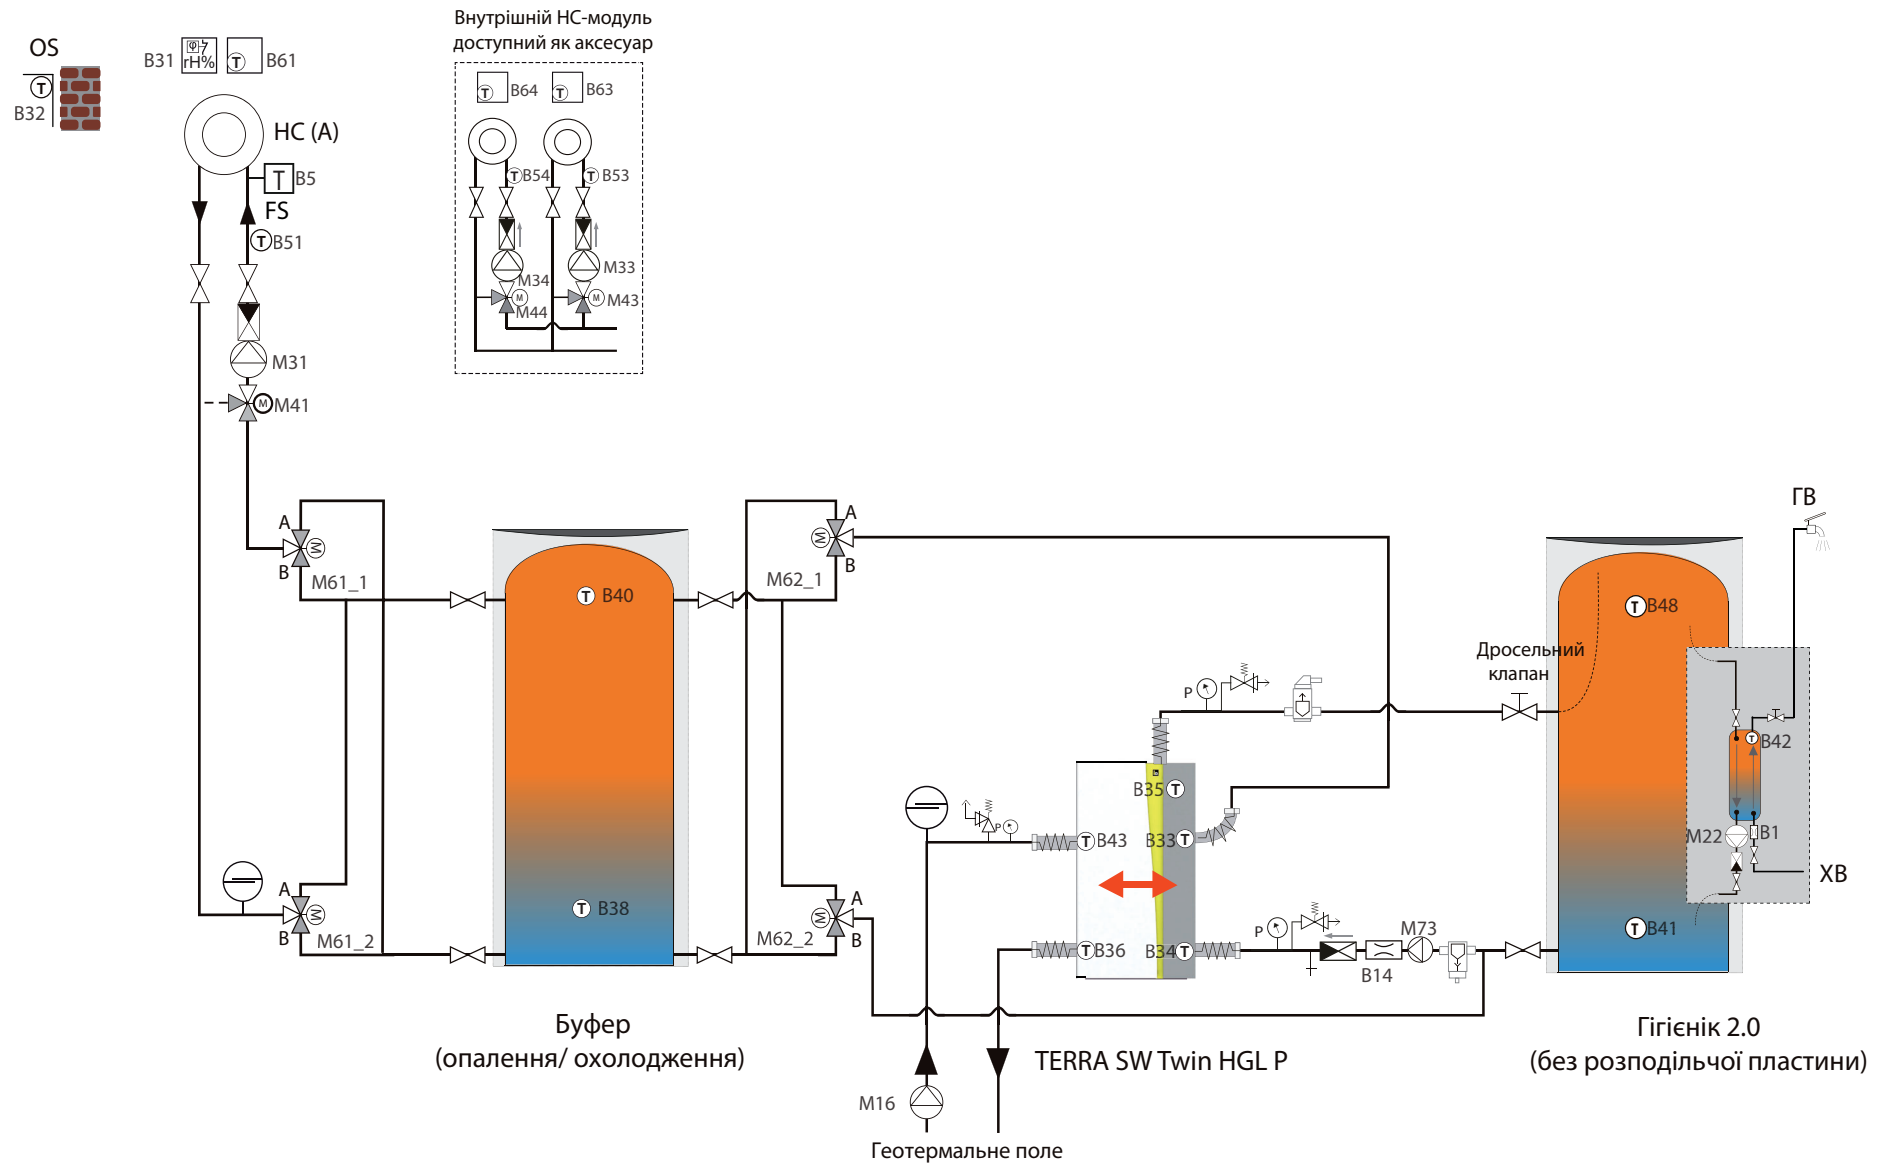 Внутрішній НС-модуль
доступний як аксесуар
OS
B32
B31
rH%
B61
B64
B63
HC (A)
B5
FS
B51
B54
B53
M34
M33
M44
M43
M31
M41
A
B
M61_1
M62_1
A
B
B40
B38
A
B
M61_2
M62_2
A
B
Буфер
(опалення/ охолодження)
P
P
P
B35
B43
B33
B36
B34
B14
M73
M16
TERRA SW Twin HGL P
Геотермальне поле
Дросельний
клапан
B48
B41
B42
M22
B1
ГВ
ХВ
Гігієнік 2.0
(без розподільчої пластини)